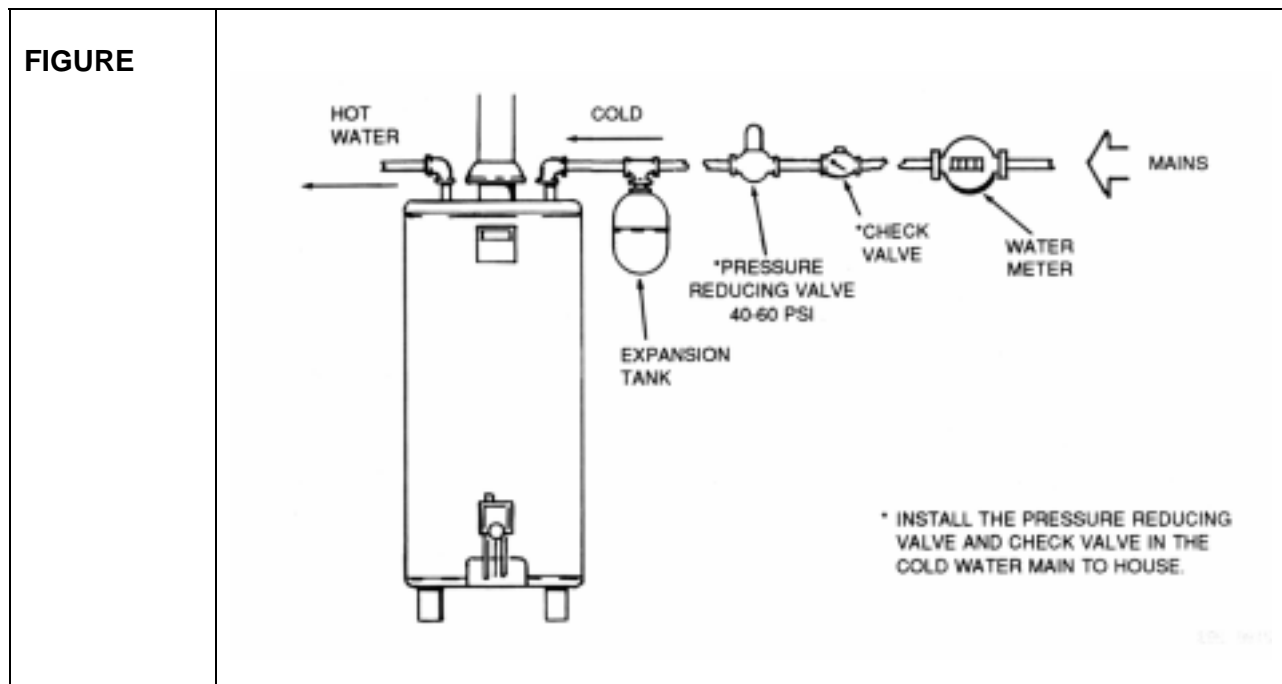 FIGURE
HOT
WATER
COLD
MAINS
*CHECK
VALVE
WATER
METER
*PRESSURE
REDUCING VALVE
40-60 PSI
EXPANSION
TANK
* INSTALL THE PRESSURE REDUCING
VALVE AND CHECK VALVE IN THE
COLD WATER MAIN TO HOUSE.